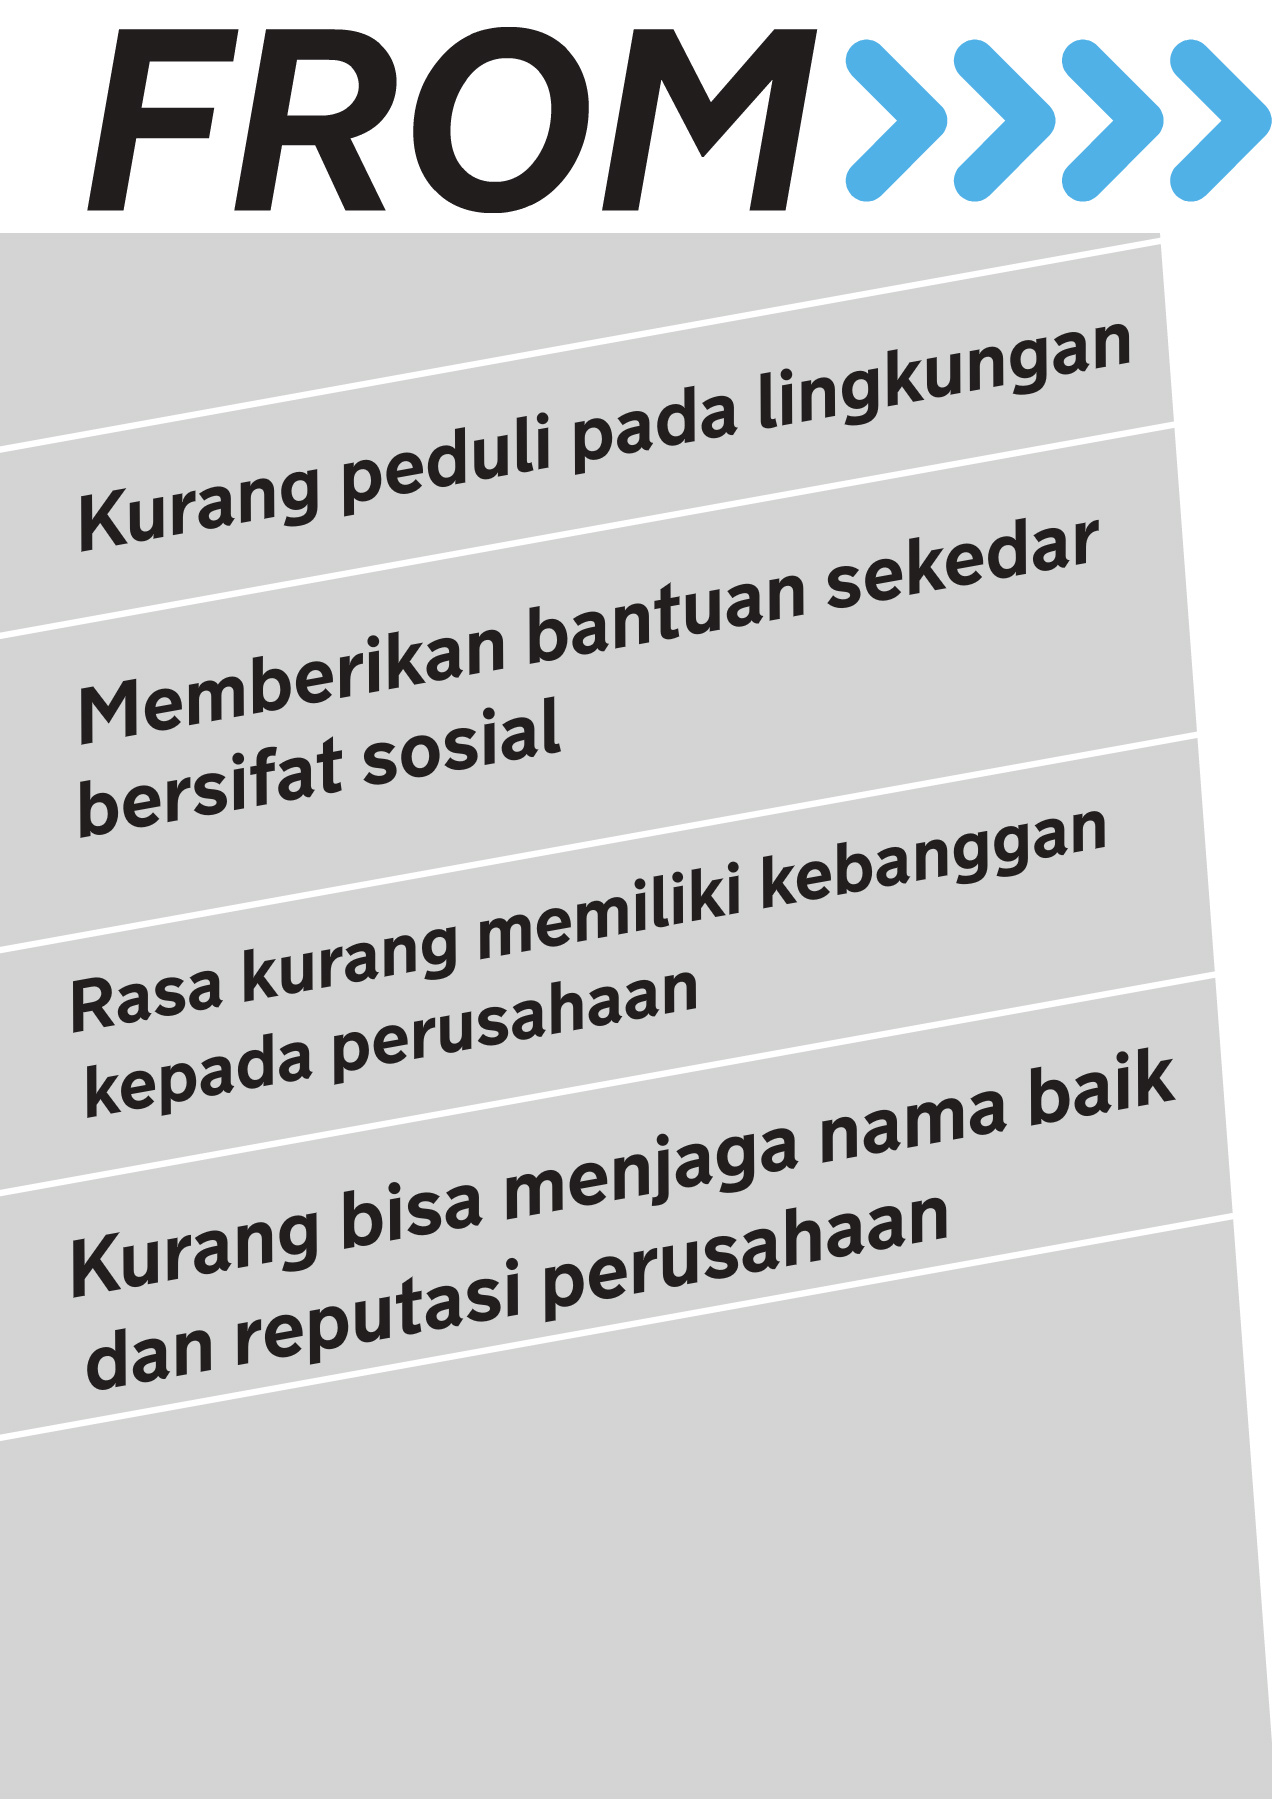 FROM
Kurang peduli pada lingkungan
Memberikan bantuan sekedar
bersifat sosial
Rasa kurang memiliki kebanggan
kepada perusahaan
Kurang bisa menjaga nama baik
dan reputasi perusahaan